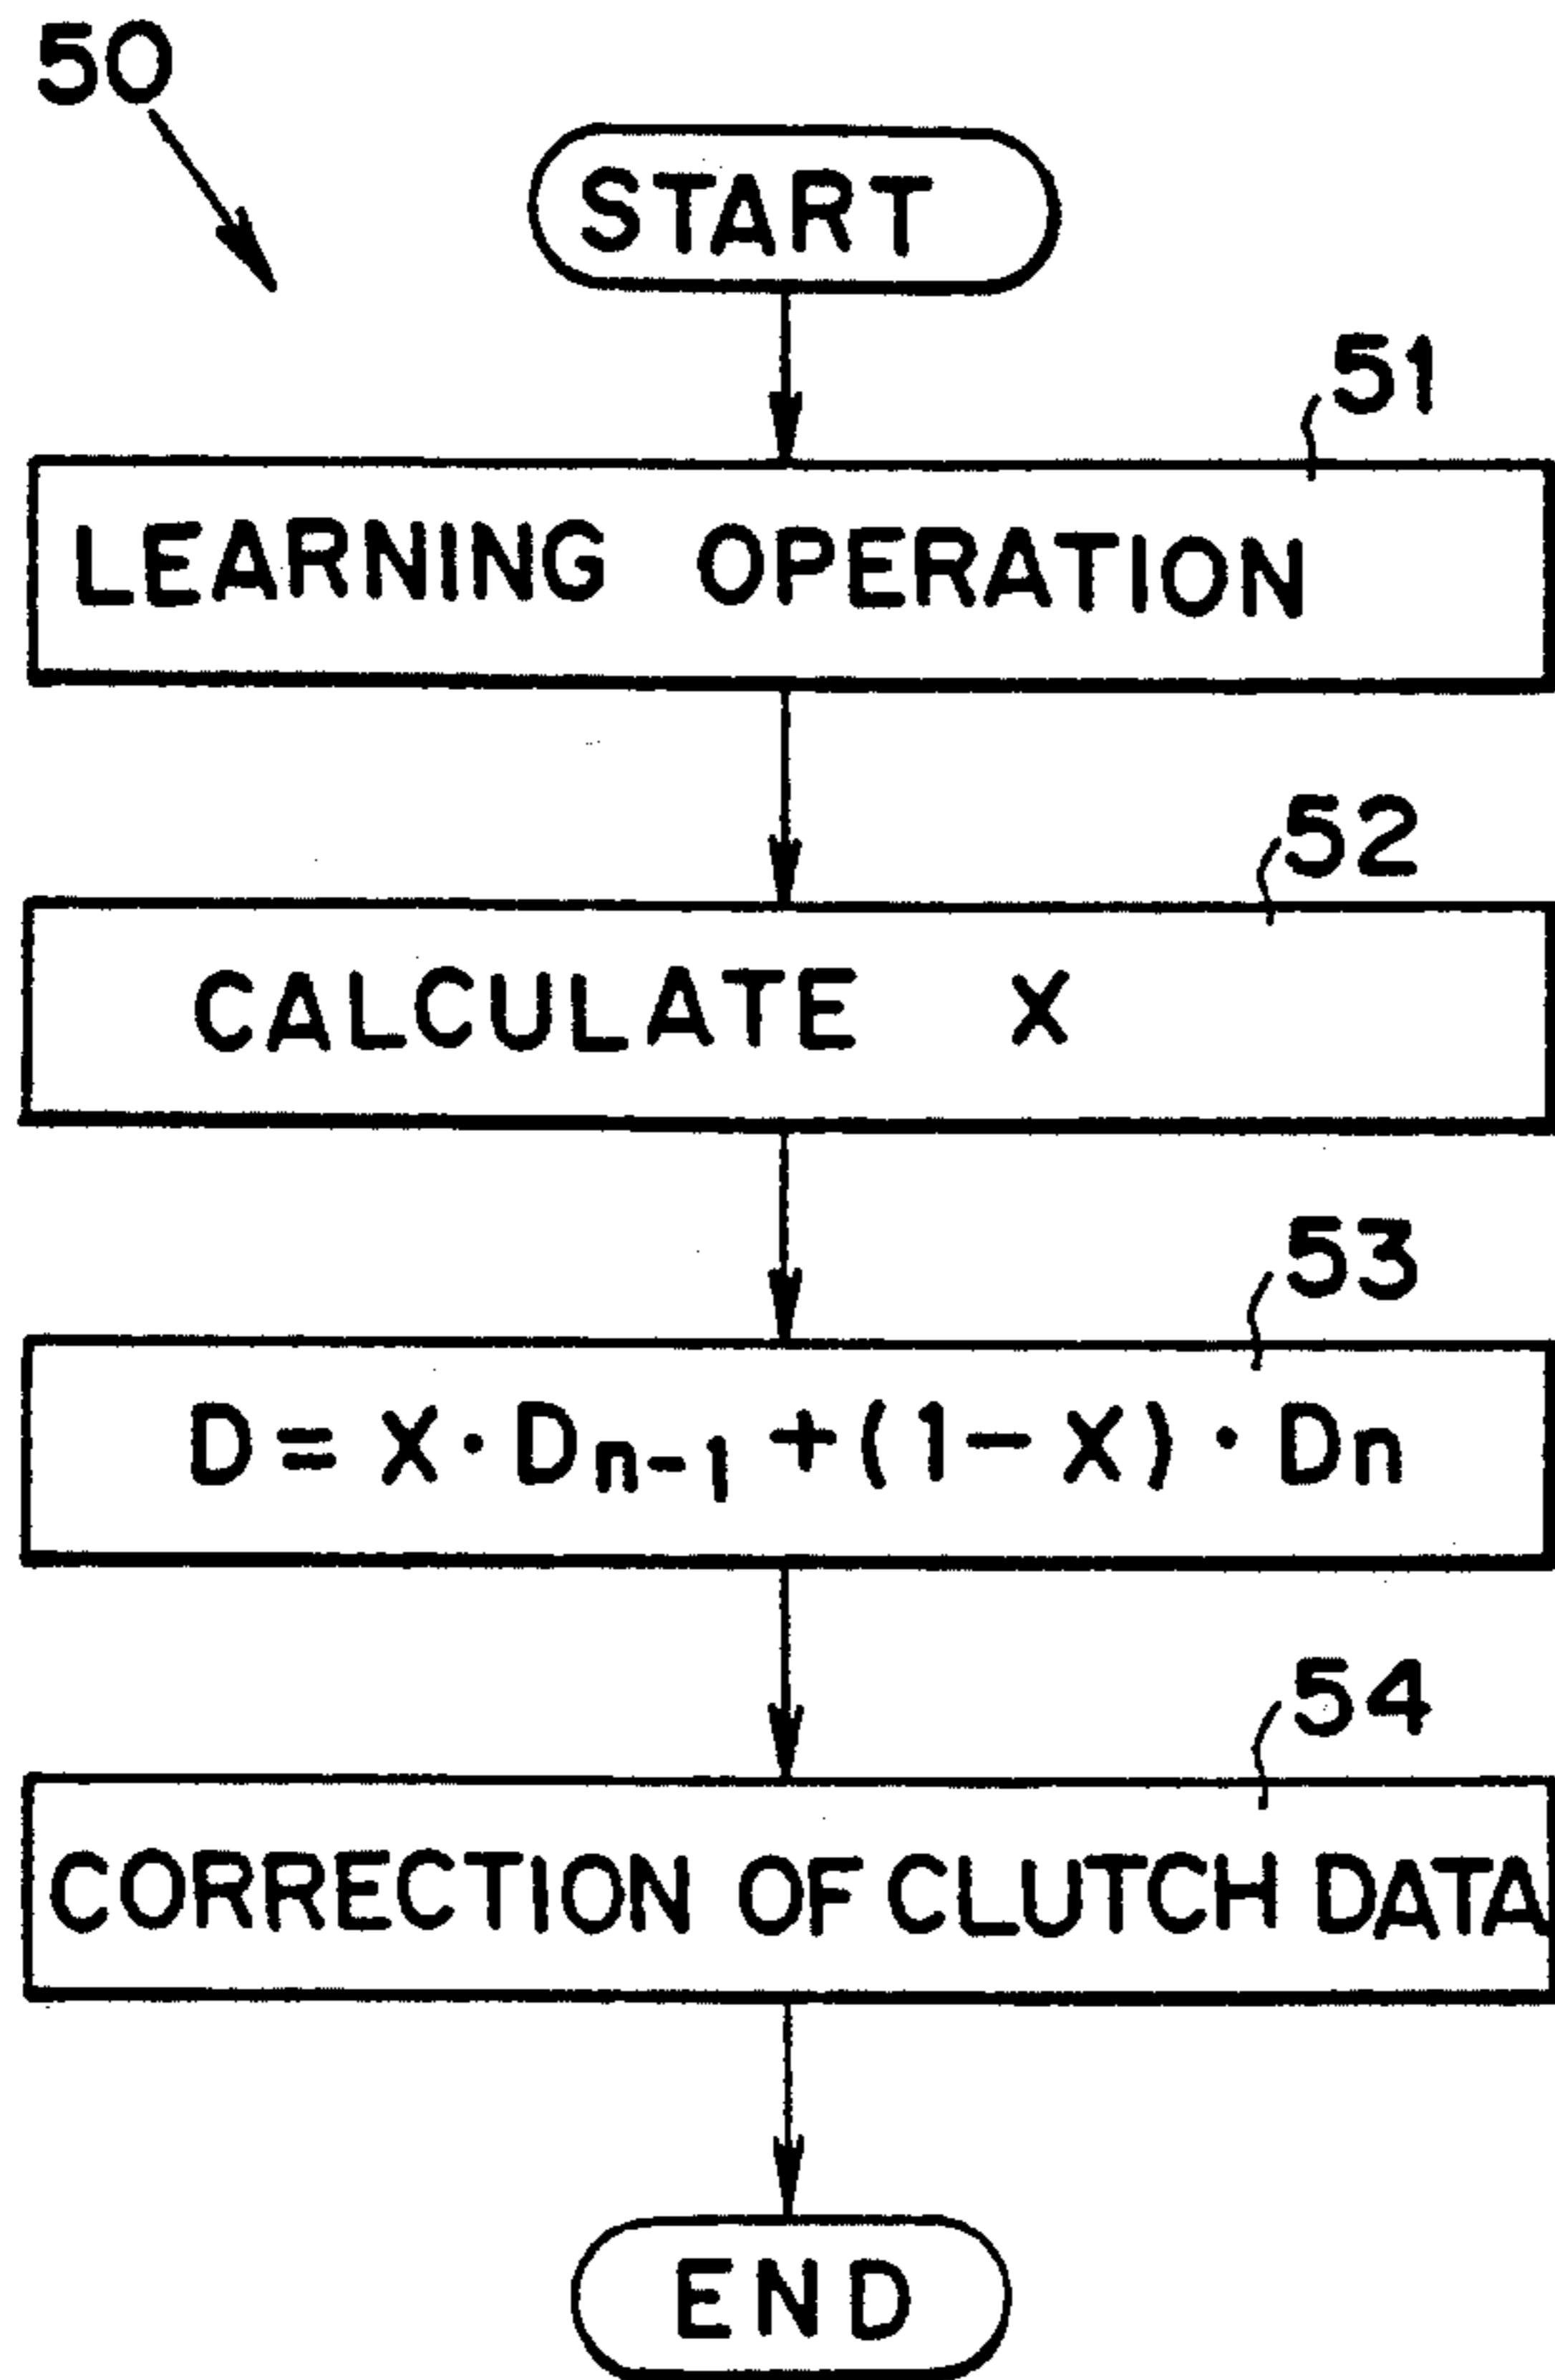 50
START
51
LEARNING OPERATION
52
CALCULATE X
53
D = X · Dn-1 + (1 - X) · Dn
54
CORRECTION OF CLUTCH DATA
END